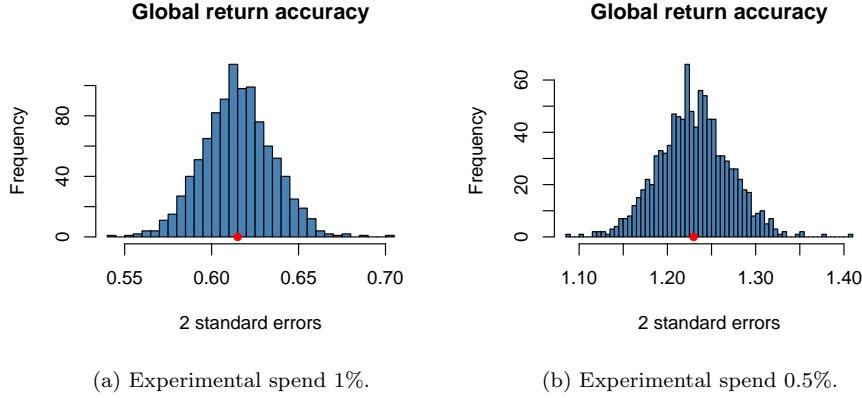 Global return accuracy
Frequency
0 40 80
0.55 0.60 0.65 0.70
2 standard errors
(a) Experimental spend 1%.
Global return accuracy
Frequency
0 20 40 60
1.10 1.20 1.30 1.40
2 standard errors
(b) Experimental spend 0.5%.